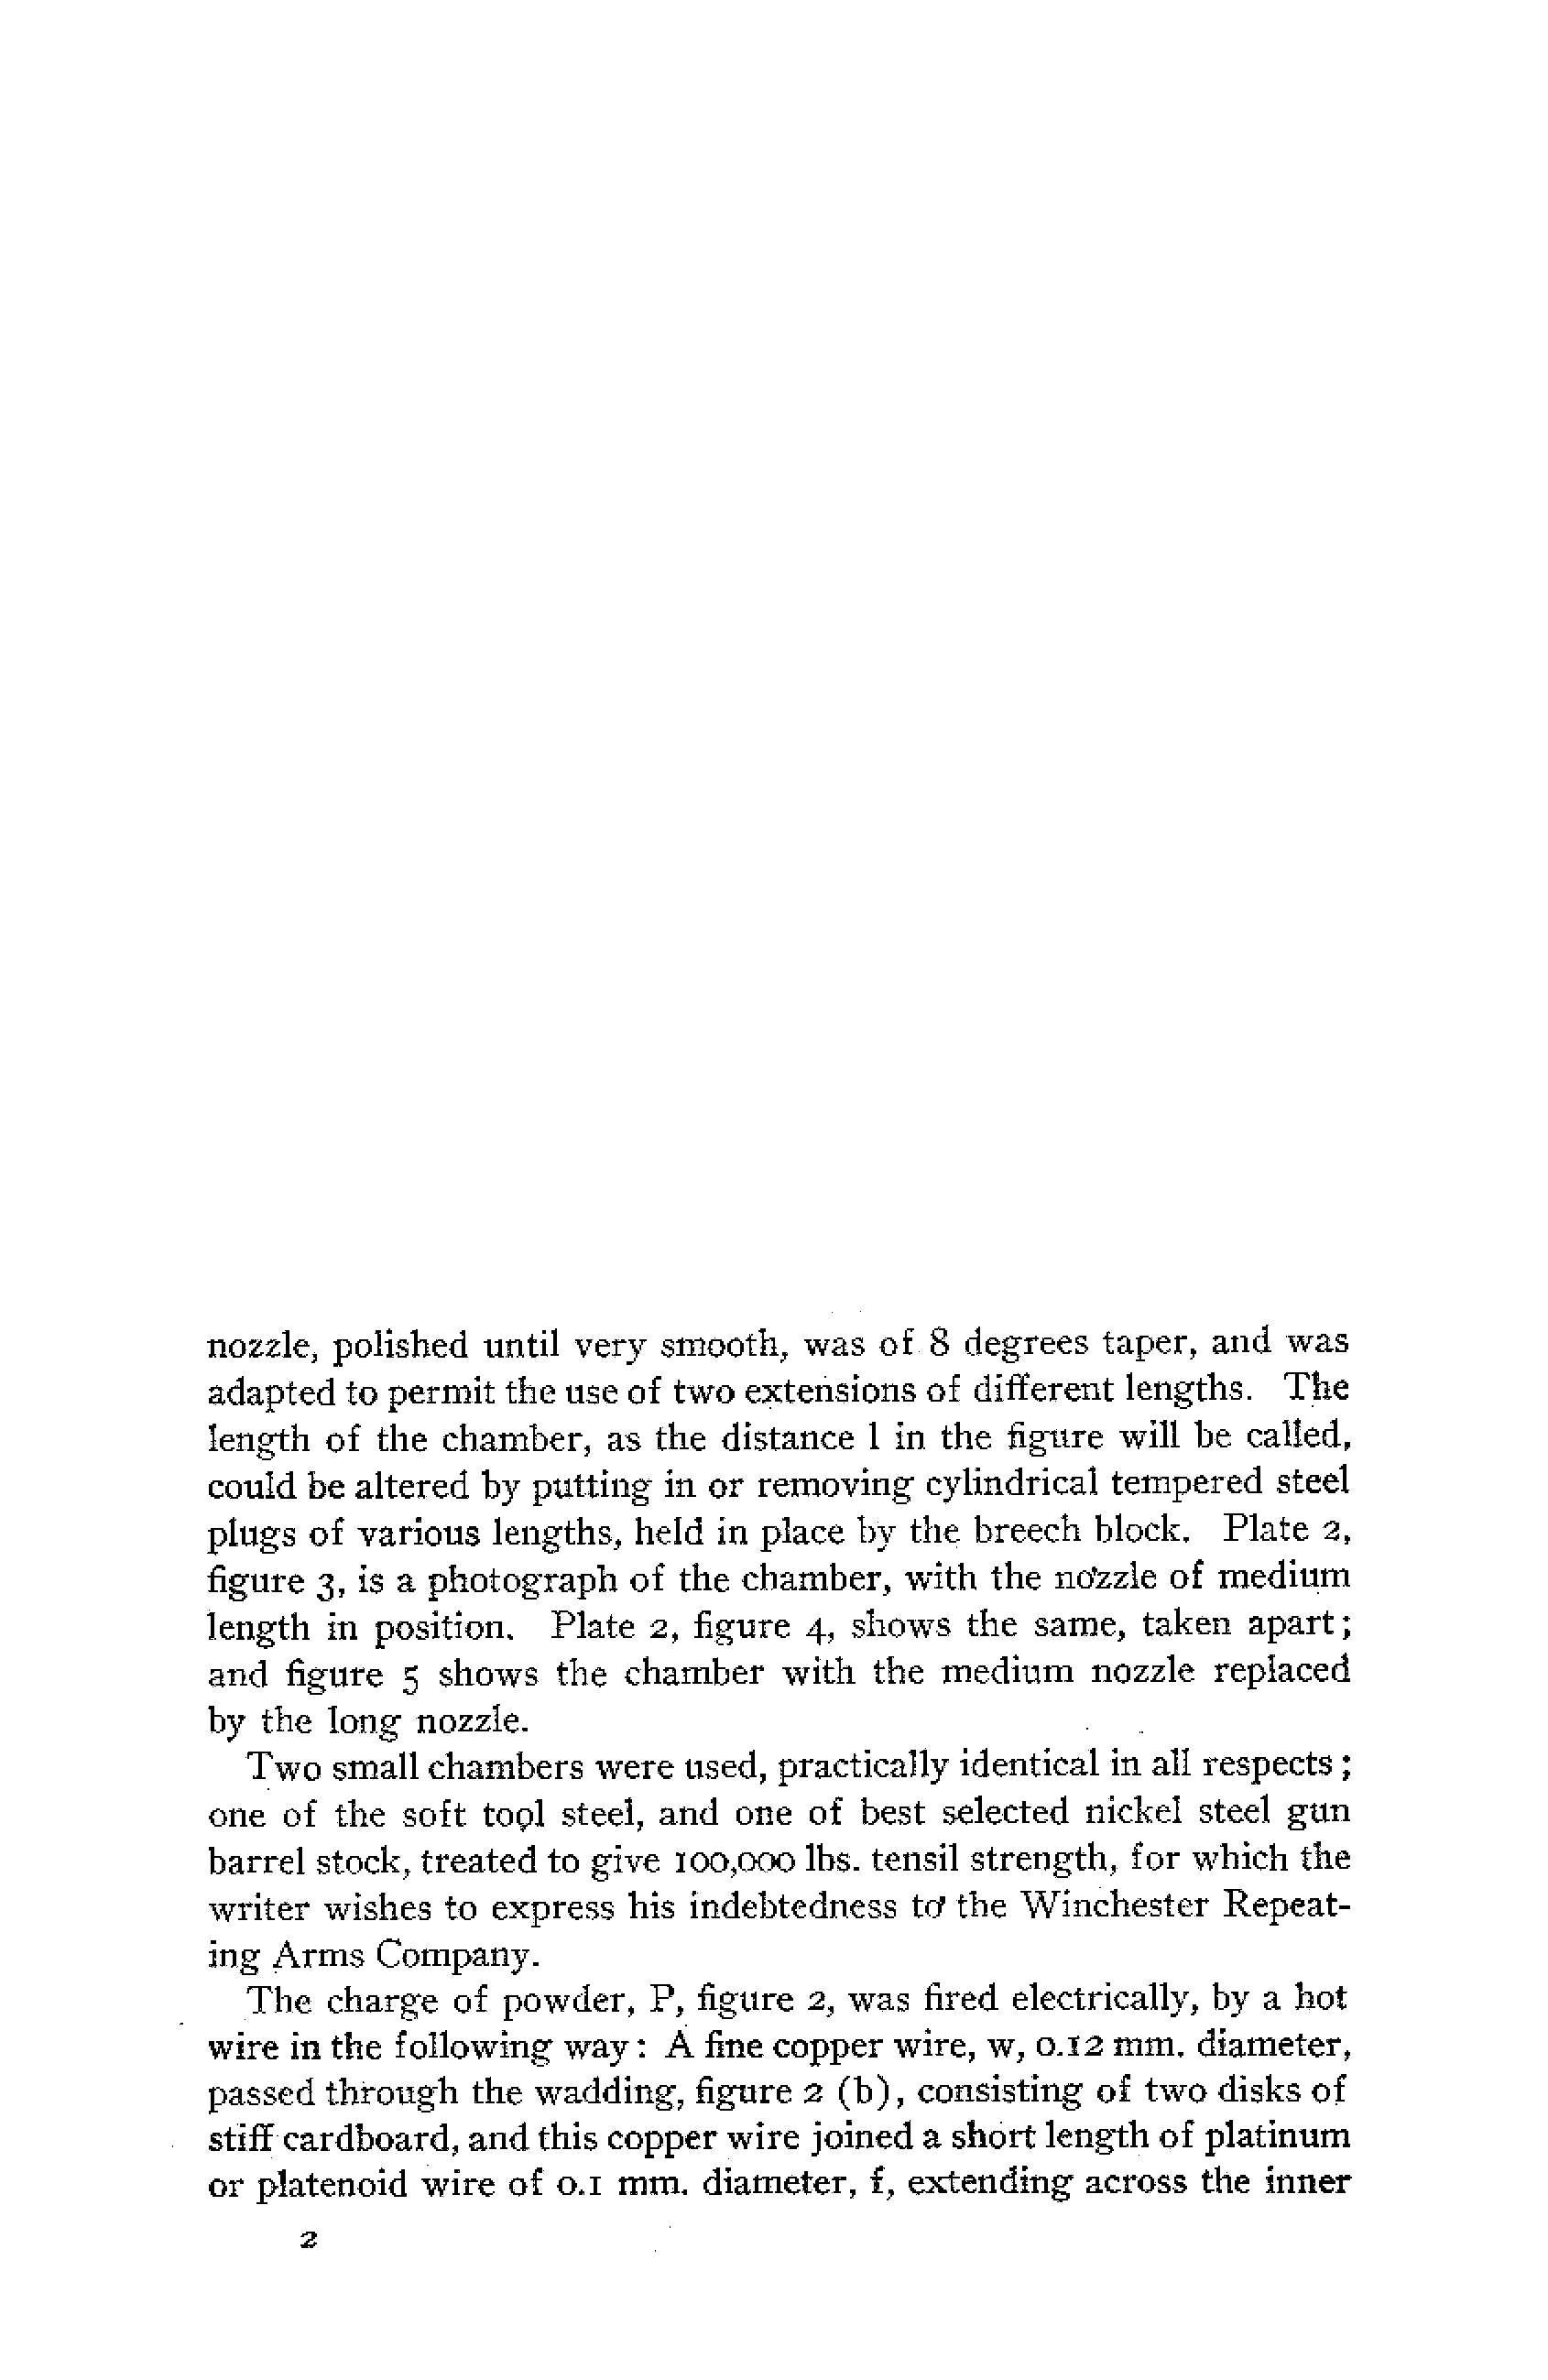 nozzle, polished until very smooth, was of 8 degrees taper, and was
adapted to permit the use of two extensions of different lengths. The
length of the chamber, as the distance l in the figure will be called,
could be altered by putting in or removing cylindrical tempered steel
plugs of various lengths, held in place by the breech block. Plate 2,
figure 3, is a photograph of the chamber, with the nozzle of medium
length in position. Plate 2, figure 4, shows the same, taken apart;
and figure 5 shows the chamber with the medium nozzle replaced
by the long nozzle.
Two small chambers were used, practically identical in all respects;
one of the soft tool steel, and one of best selected nickel steel gun
barrel stock, treated to give 100,000 lbs. tensil strength, for which the
writer wishes to express his indebtedness to the Winchester Repeat-
ing Arms Company.
The charge of powder, P, figure 2, was fired electrically, by a hot
wire in the following way: A fine copper wire, w, 0.12 mm. diameter,
passed through the wadding, figure 2 (b), consisting of two disks of
stiff cardboard, and this copper wire joined a short length of platinum
or platenoid wire of 0.1 mm. diameter, f, extending across the inner
2